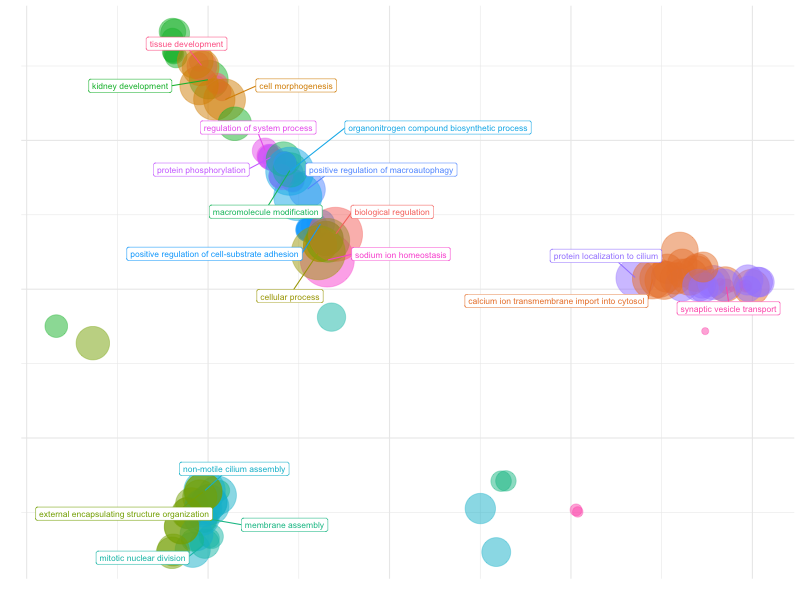 tissue development
kidney development
cell morphogenesis
regulation of system process
organonitrogen compound biosynthetic process
protein phosphorylation
positive regulation of macroautophagy
macromolecule modification
biological regulation
positive regulation of cell-substrate adhesion
sodium ion homeostasis
protein localization to cilium
cellular process
calcium ion transmembrane import into cytosol
synaptic vesicle transport
non-motile cilium assembly
external encapsulating structure organization
membrane assembly
mitotic nuclear division